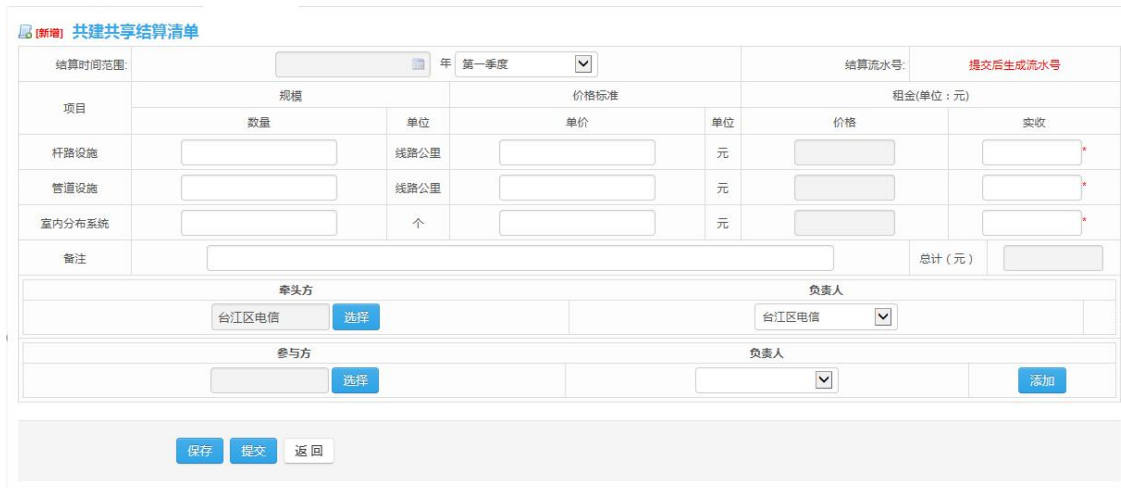 [新增] 共建共享结算清单
结算时间范围: 年 第一季度 结算流水号: 提交后生成流水号
项目 规模 价格标准 租金(单位：元)
数量 单位 单价 单位 价格 实收
杆路设施 线路公里 元 *
管道设施 线路公里 元 *
室内分布系统 个 元 *
备注 总计（元）
牵头方 负责人
台江区电信 选择 台江区电信
参与方 负责人
选择 添加
保存 提交 返回